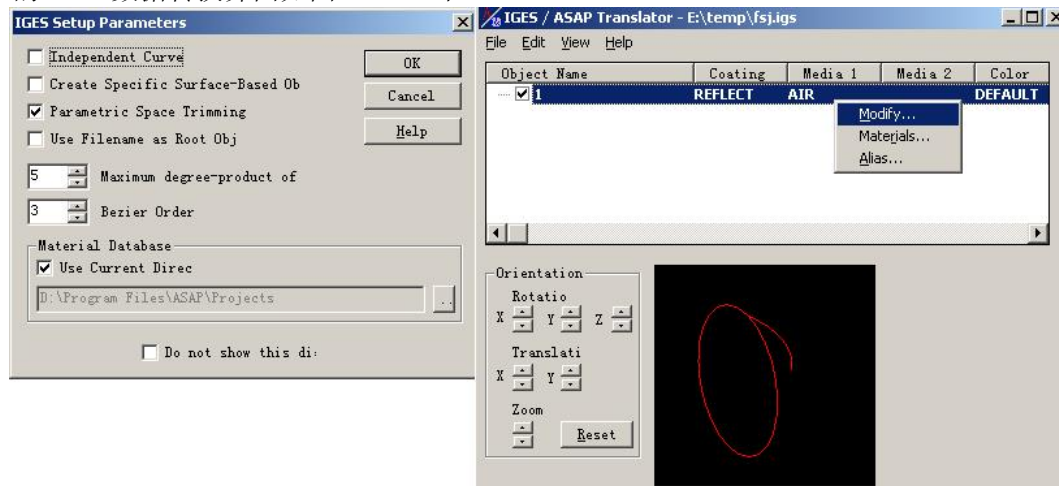 IGES Setup Parameters
Independent Curve
Create Specific Surface-Based Ob
Parametric Space Trimming
Use Filename as Root Obj
OK
Cancel
Help
5 Maximum degree-product of
3 Bezier Order
Material Database
Use Current Direc
D:\Program Files\ASAP\Projects ..
Do not show this di
IGES / ASAP Translator - E:\temp\fsj.igs
File Edit View Help
Object Name Coating Media 1 Media 2 Color
1 REFLECT AIR DEFAULT
Modify...
Materials...
Alias...
Orientation
Rotatio
X Y Z
Translati
X Y
Zoom
Reset